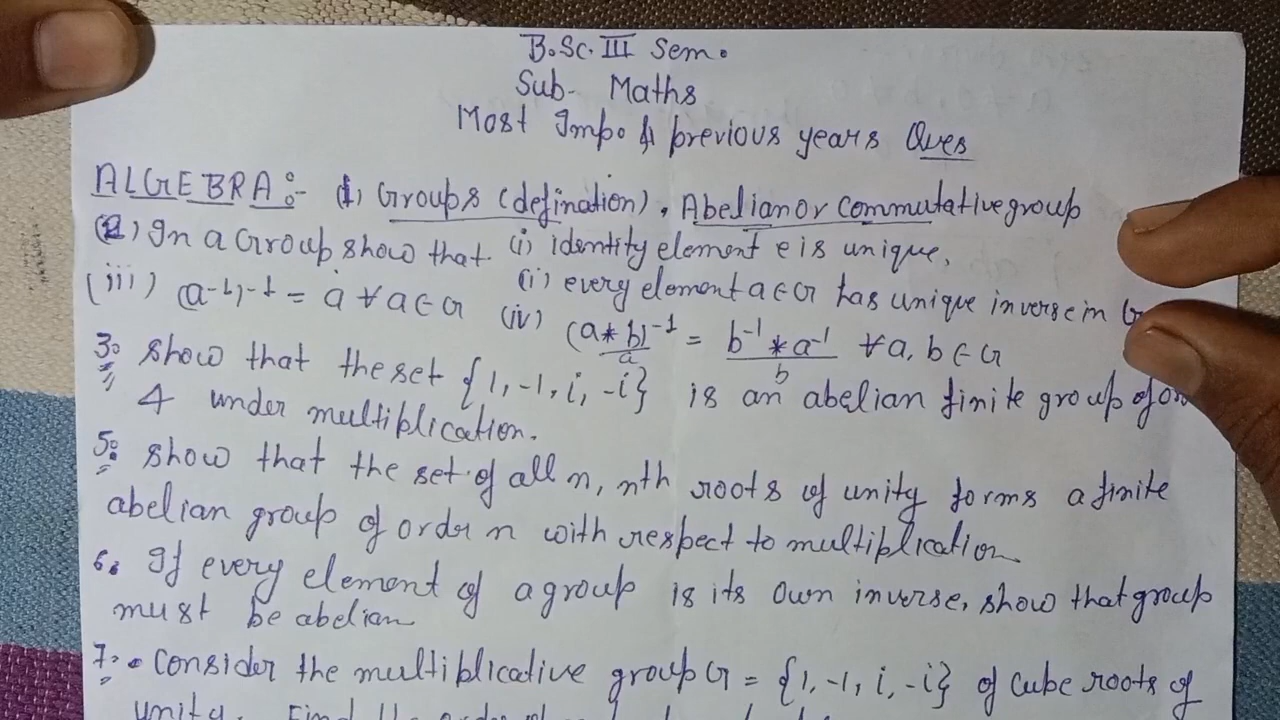 B.Sc. III Sem.
Sub- Maths
Most Impo & previous years Ques
ALGEBRA:- (1) Groups (defination), Abelian or commutative group
(2) In a Group show that (i) identity element e is unique,
(ii) every element a ∈ G has unique inverse in G
(iii) (a⁻¹)⁻¹ = a ∀ a ∈ G (iv) (a * b)⁻¹ = b⁻¹ * a⁻¹ ∀ a, b ∈ G
a b
3. show that the set {1, -1, i, -i} is an abelian finite group of
4 under multiplication.
5. show that the set of all n, nth roots of unity forms a finite
abelian group of order n with respect to multiplication
6. If every element of a group is its own inverse, show that group
must be abelian
7. Consider the multiplicative group G = {1, -1, i, -i} of cube roots of
unity. Find the order of